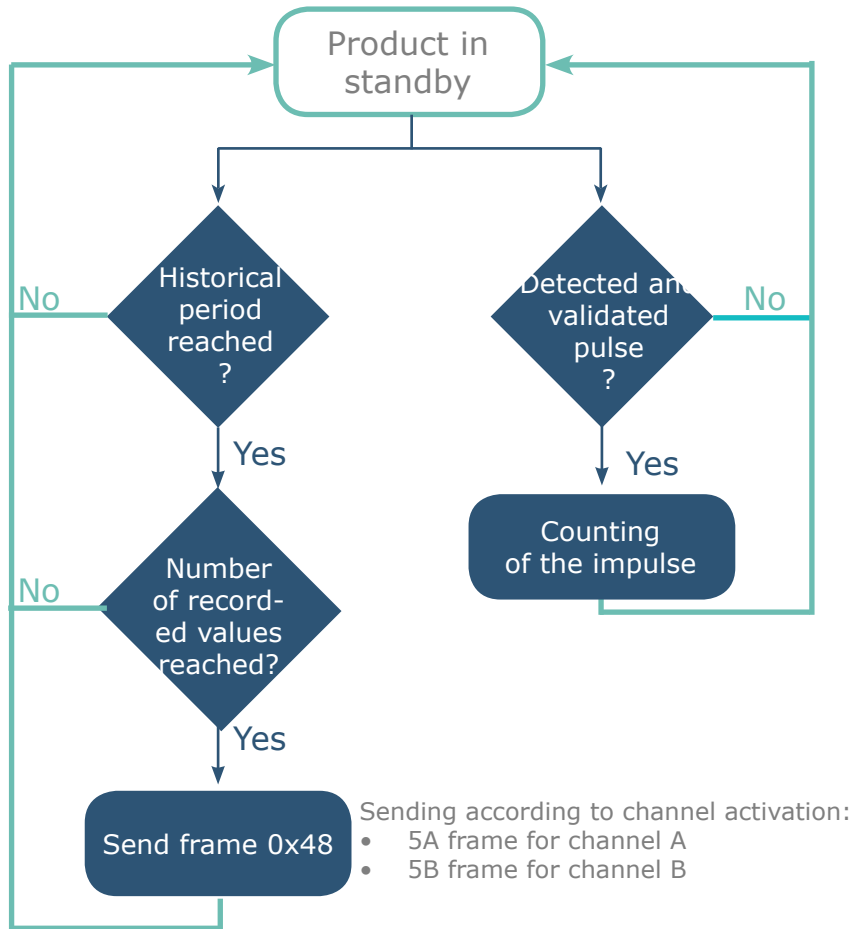 Product in
standby
Historical
period
reached
?
No
Detected and
validated
pulse
?
No
Yes
Yes
Counting
of the impulse
Number
of record-
ed values
reached?
No
Yes
Send frame 0x48
Sending according to channel activation:
• 5A frame for channel A
• 5B frame for channel B